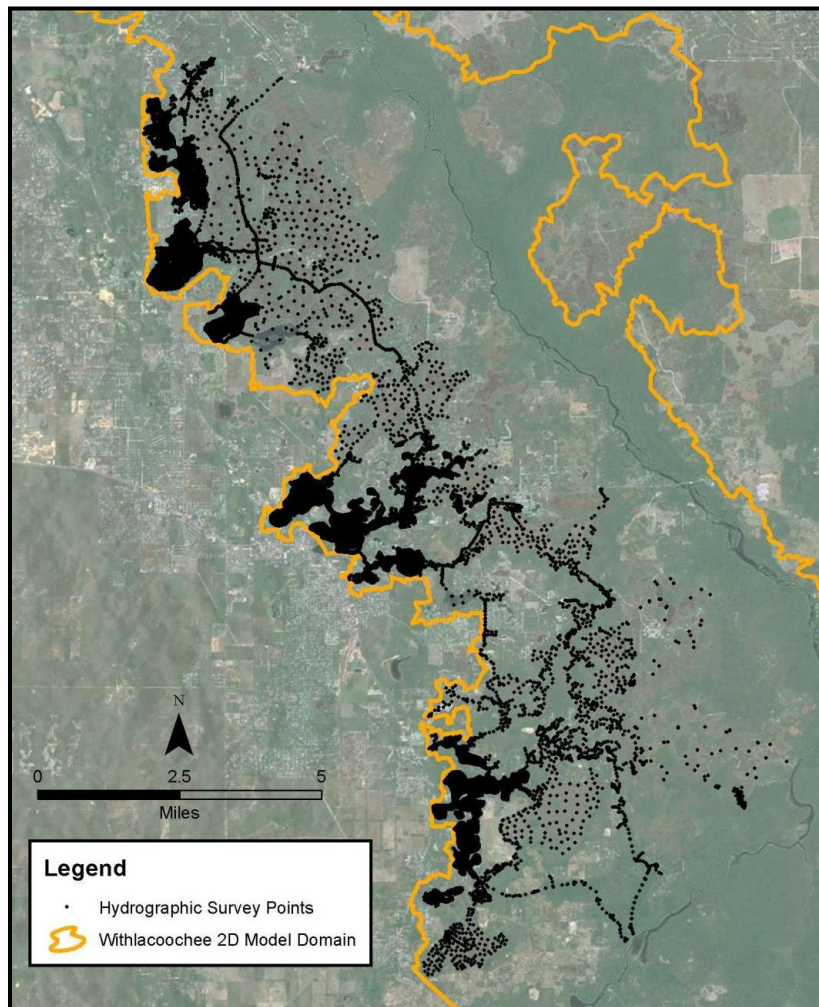 N
0 2.5 5
Miles
Legend
Hydrographic Survey Points
Withlacoochee 2D Model Domain